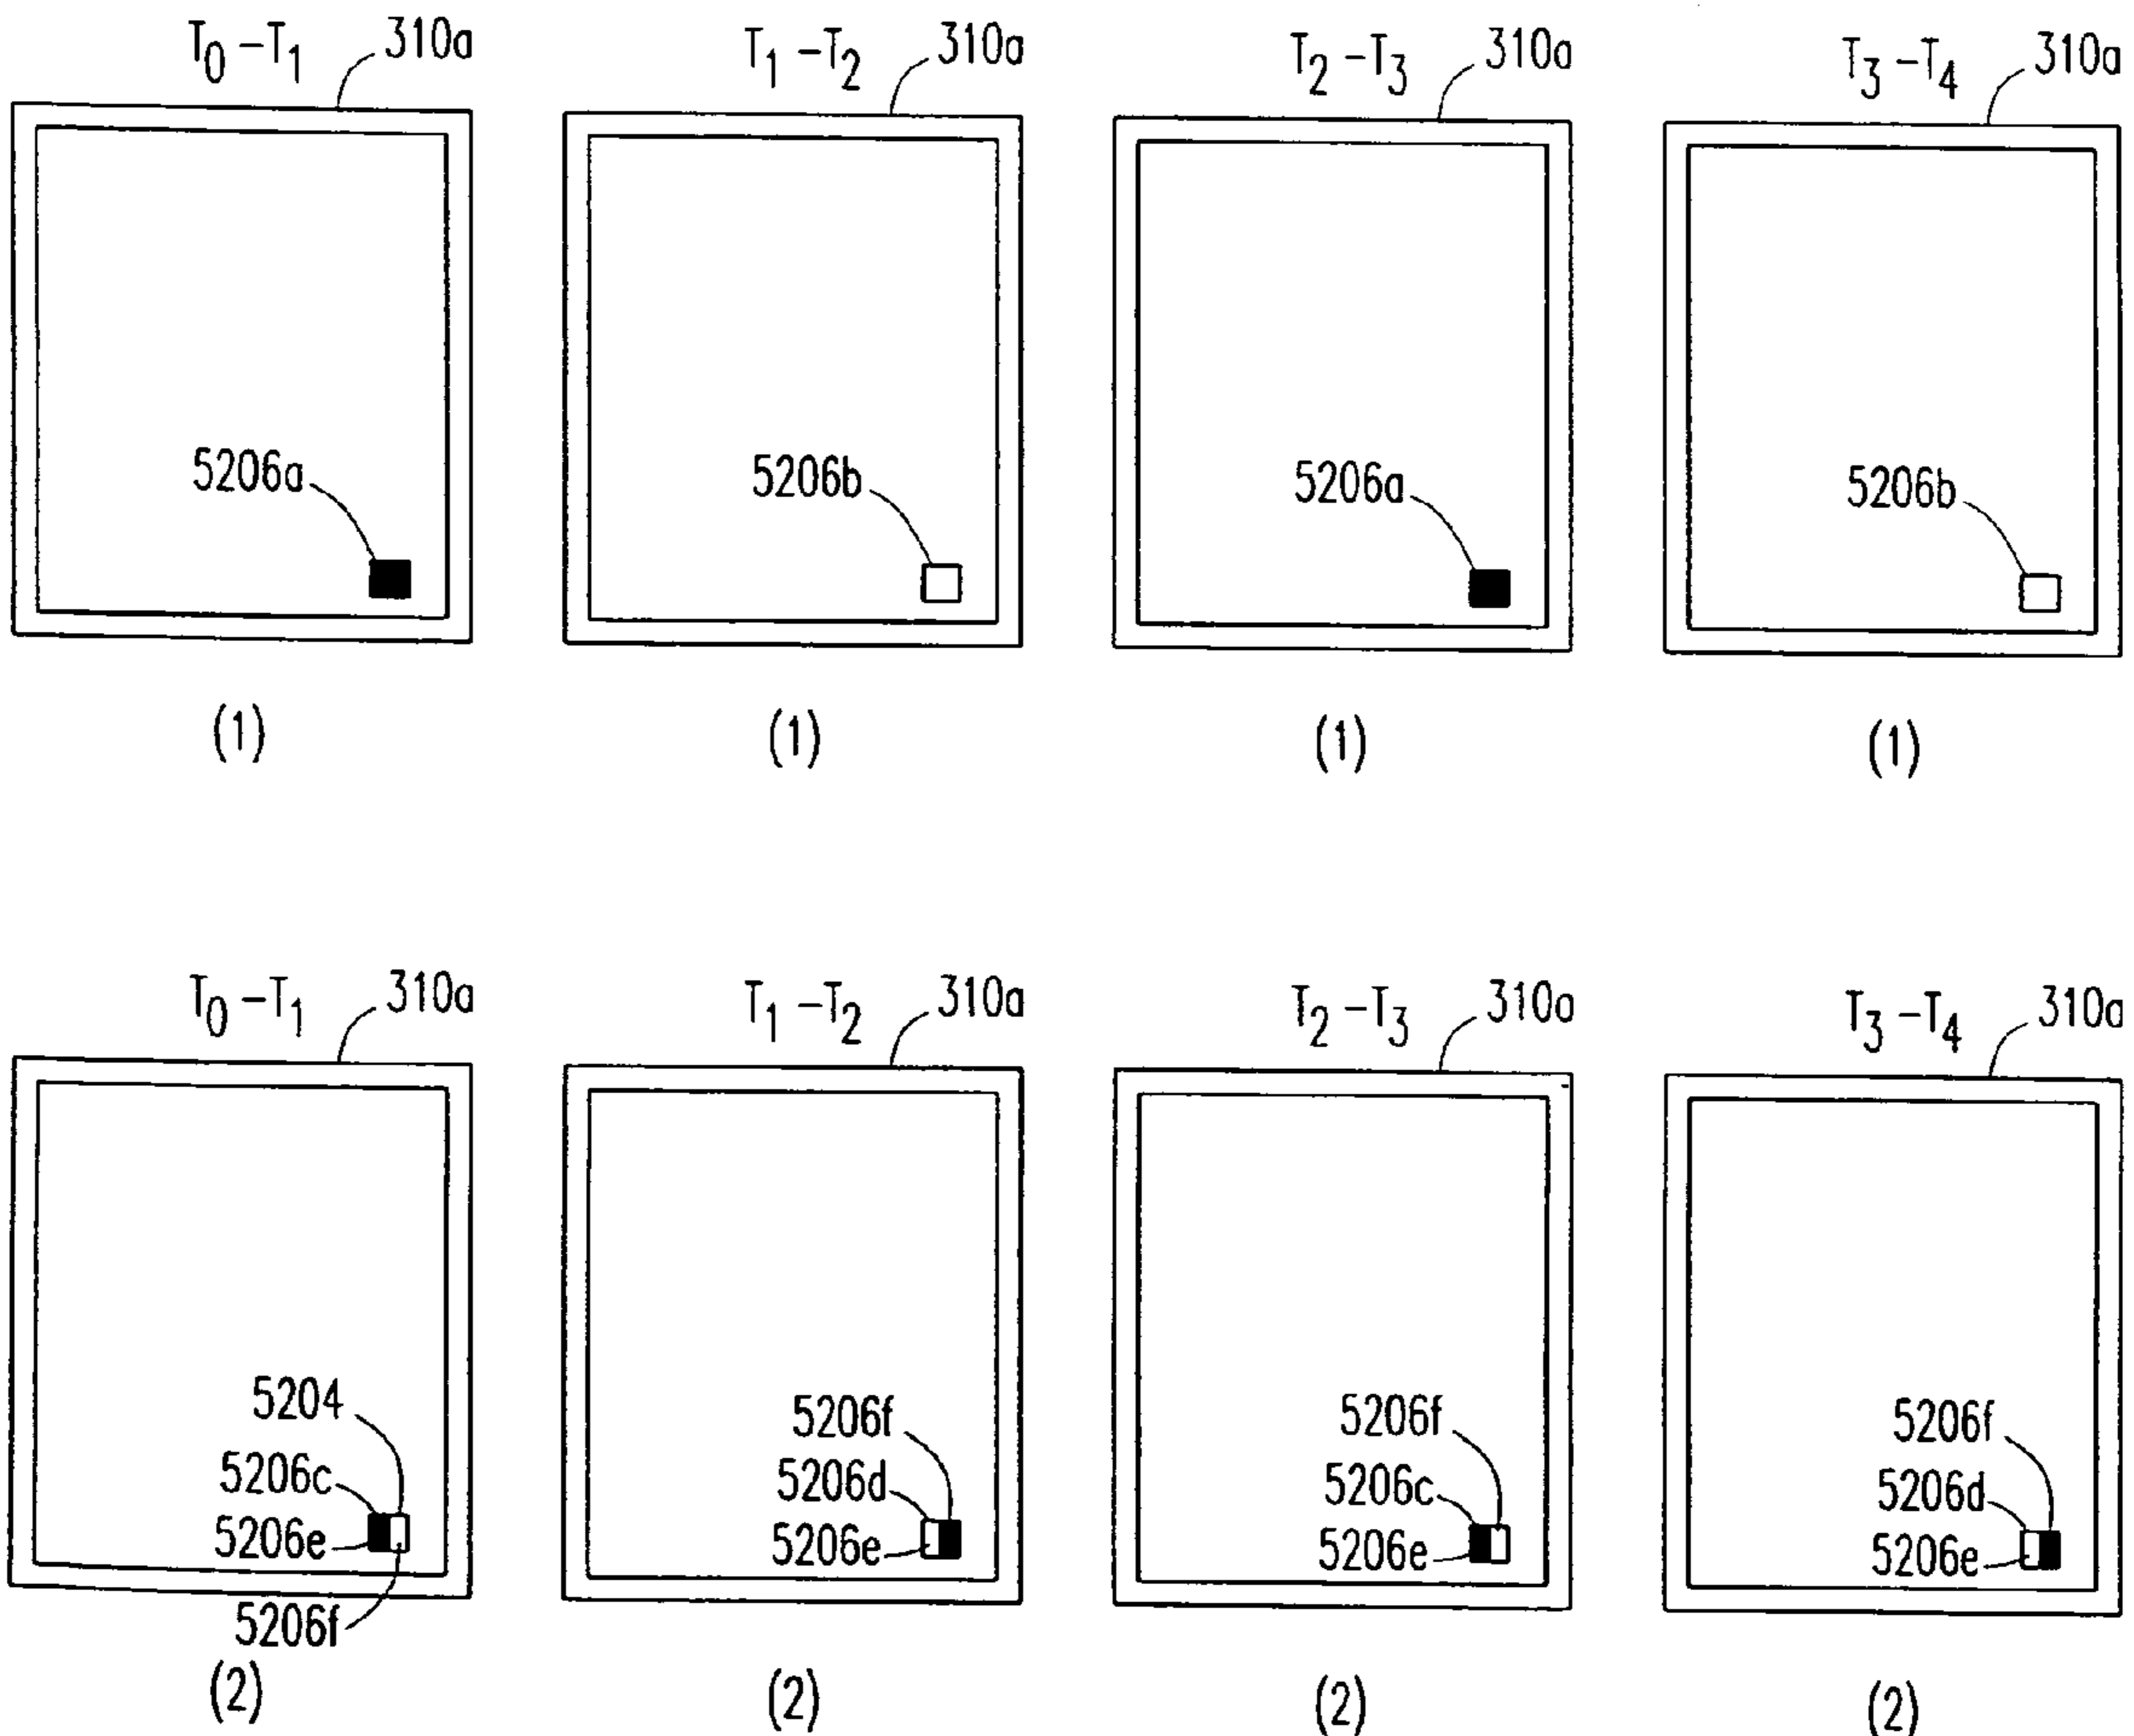 T0 -T1 310a
T1 -T2 310a
T2 -T3 310a
T3 -T4 310a
5206a
5206b
5206a
5206b
(1)
(1)
(1)
(1)
T0 -T1 310a
T1 -T2 310a
T2 -T3 310a
T3 -T4 310a
5204
5206c
5206e
5206f
5206f
5206d
5206e
5206f
5206c
5206e
5206f
5206d
5206e
(2)
(2)
(2)
(2)